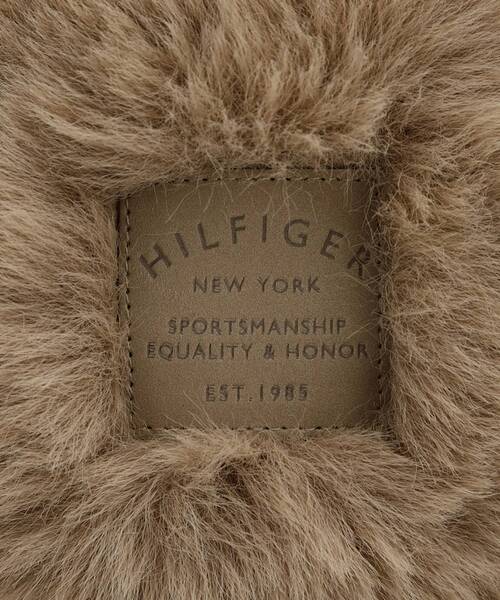 HILFIGER
NEW YORK
SPORTSMANSHIP
EQUALITY & HONOR
EST.1985